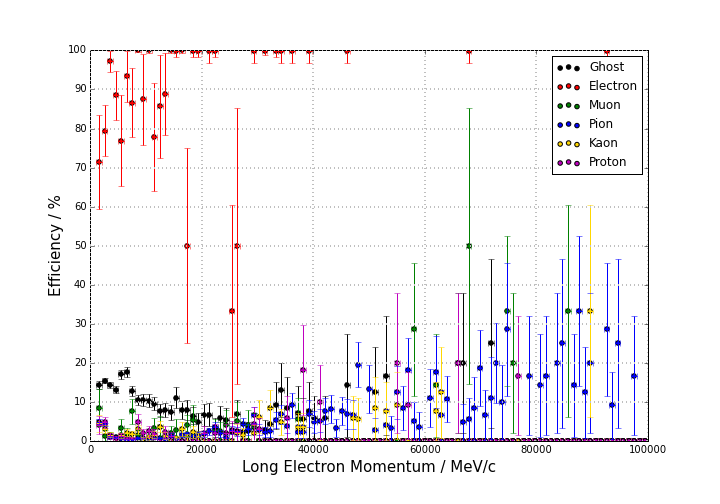 100
90
80
70
60
50
40
30
20
10
0
Efficiency / %
Ghost
Electron
Muon
Pion
Kaon
Proton
0 20000 40000 60000 80000 100000
Long Electron Momentum / MeV/c